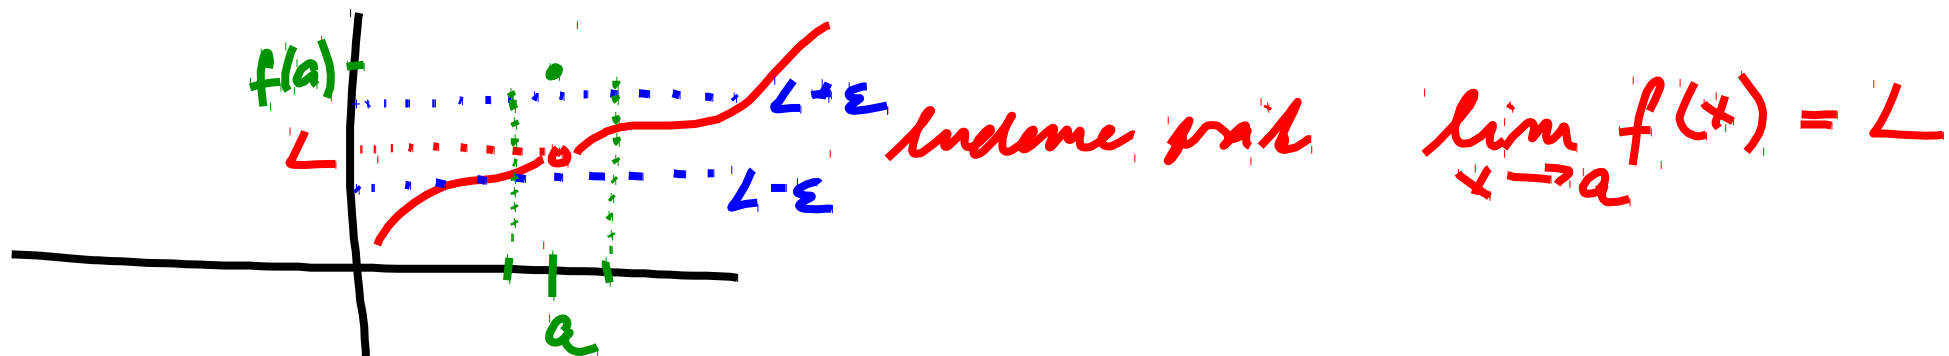 f(a)
L+ε
L
L-ε
a
budeme psát lim f(x) = L
x→a